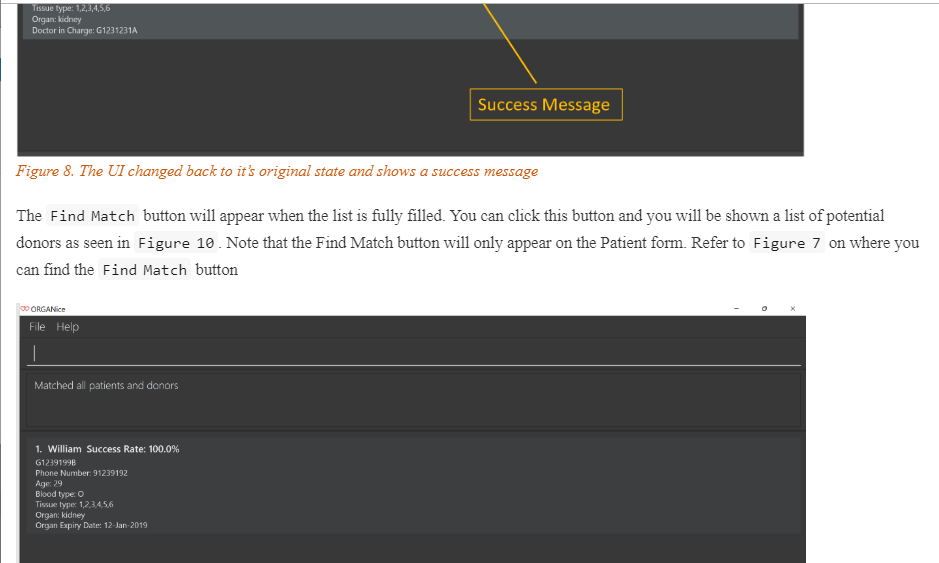 Tissue type: 1,2,3,4,5,6
Organ: kidney
Doctor in Charge: G1231231A
Success Message
Figure 8. The UI changed back to it's original state and shows a success message
The Find Match button will appear when the list is fully filled. You can click this button and you will be shown a list of potential
donors as seen in Figure 10. Note that the Find Match button will only appear on the Patient form. Refer to Figure 7 on where you
can find the Find Match button
ORGANice
File Help
Matched all patients and donors
1. William Success Rate: 100.0%
G1239199B
Phone Number: 91239192
Age: 29
Blood type: O
Tissue type: 1,2,3,4,5,6
Organ: kidney
Organ Expiry Date: 12-Jan-2019